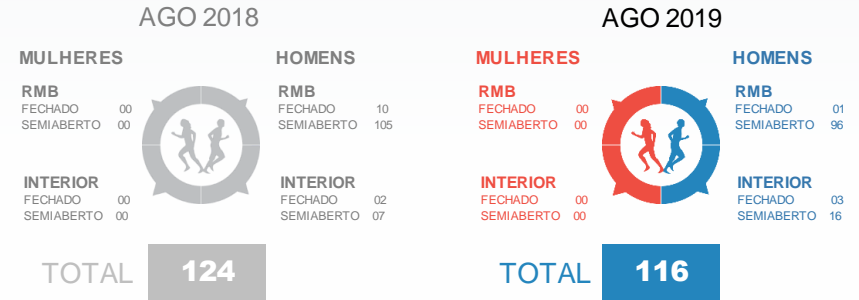 AGO 2018
MULHERES
RMB
FECHADO 00
SEMIABERTO 00
INTERIOR
FECHADO 00
SEMIABERTO 00
HOMENS
RMB
FECHADO 10
SEMIABERTO 105
INTERIOR
FECHADO 02
SEMIABERTO 07
TOTAL 124
AGO 2019
MULHERES
RMB
FECHADO 00
SEMIABERTO 00
INTERIOR
FECHADO 00
SEMIABERTO 00
HOMENS
RMB
FECHADO 01
SEMIABERTO 96
INTERIOR
FECHADO 03
SEMIABERTO 16
TOTAL 116